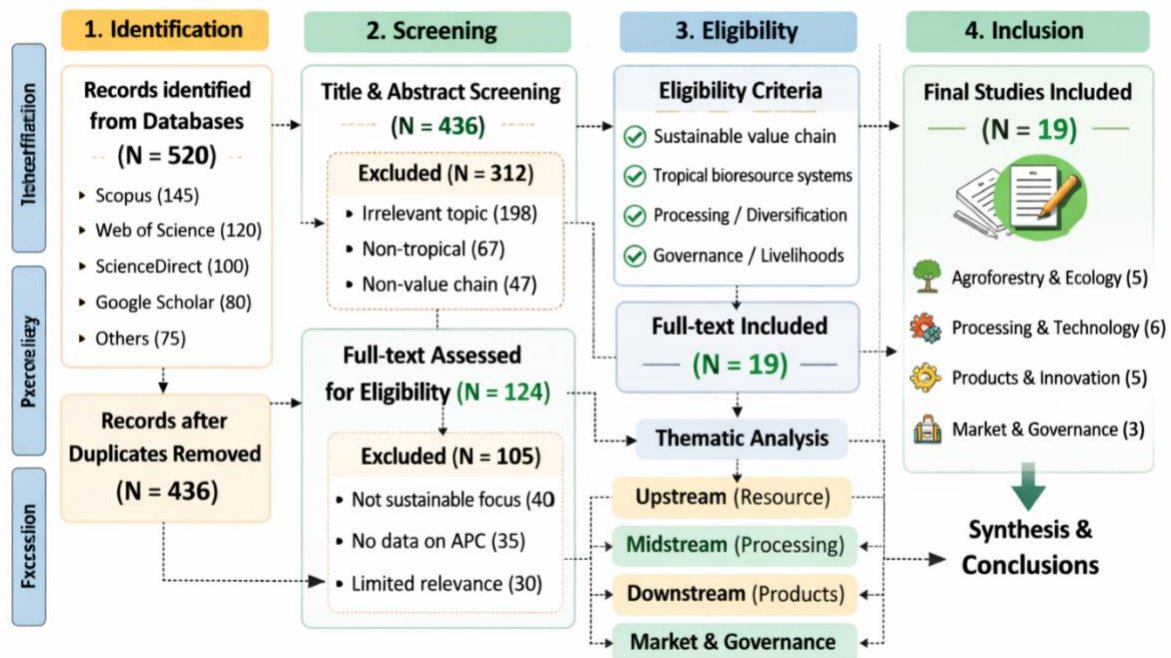 1. Identification
2. Screening
3. Eligibility
4. Inclusion
Records identified
from Databases
(N = 520)
Scopus (145)
Web of Science (120)
ScienceDirect (100)
Google Scholar (80)
Others (75)
Records after
Duplicates Removed
(N = 436)
Title & Abstract Screening
(N = 436)
Excluded (N = 312)
• Irrelevant topic (198)
• Non-tropical (67)
• Non-value chain (47)
Full-text Assessed
for Eligibility (N = 124)
Excluded (N = 105)
• Not sustainable focus (40)
• No data on APC (35)
• Limited relevance (30)
Eligibility Criteria
Sustainable value chain
Tropical bioresource systems
Processing / Diversification
Governance / Livelihoods
Full-text Included
(N = 19)
Thematic Analysis
Upstream (Resource)
Midstream (Processing)
Downstream (Products)
Market & Governance
Final Studies Included
(N = 19)
Agroforestry & Ecology (5)
Processing & Technology (6)
Products & Innovation (5)
Market & Governance (3)
Synthesis &
Conclusions